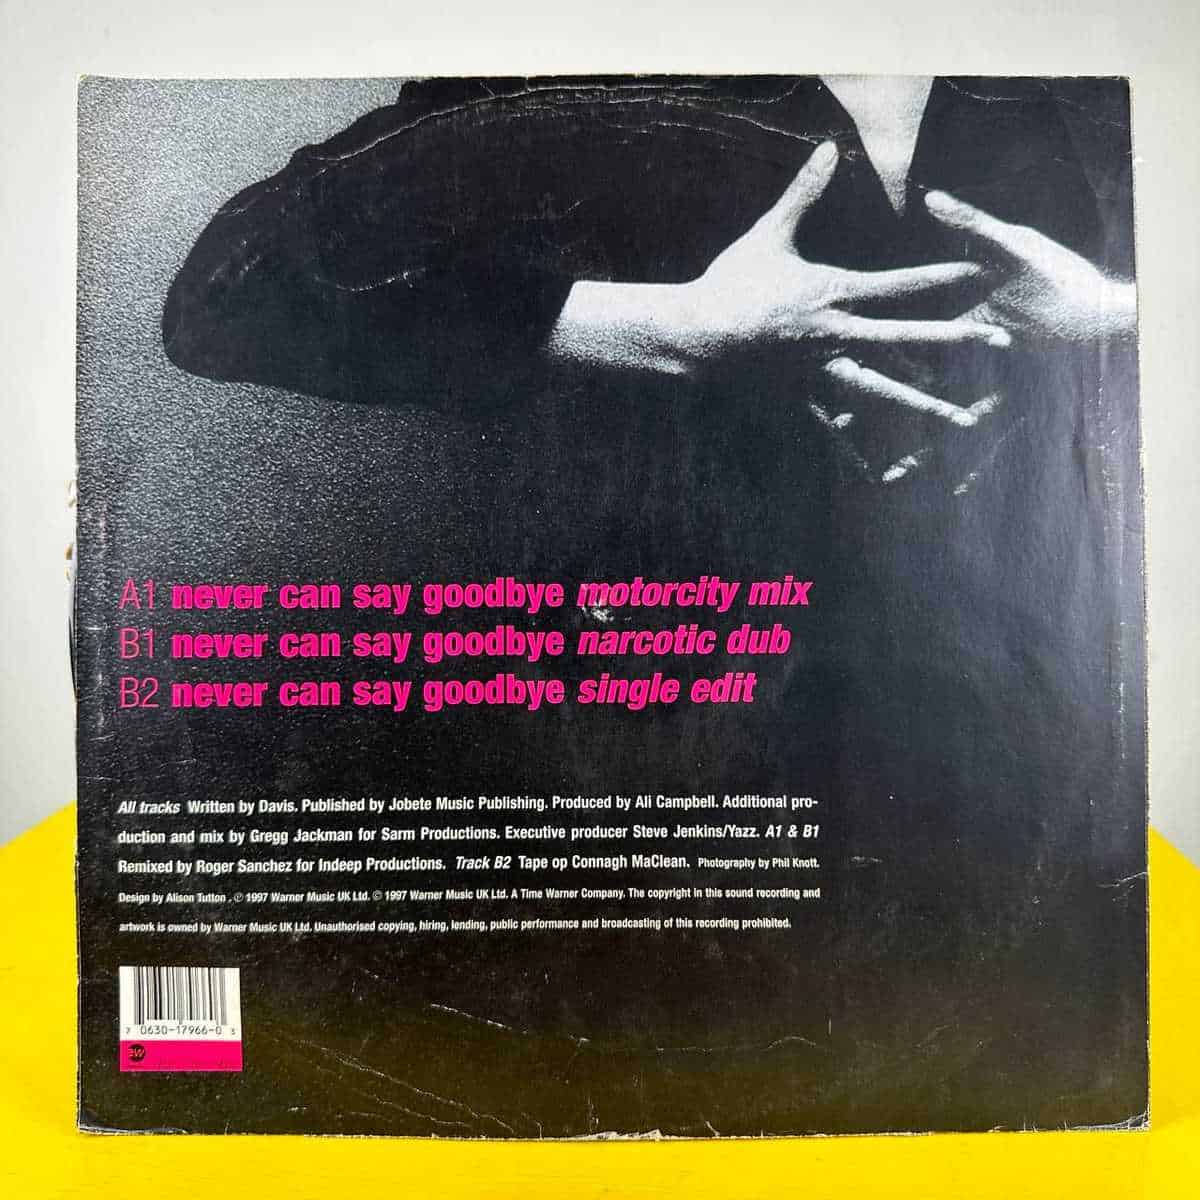 A1 never can say goodbye motorcity mix
B1 never can say goodbye narcotic dub
B2 never can say goodbye single edit
All tracks Written by Davis. Published by Jobete Music Publishing. Produced by Ali Campbell. Additional pro-
duction and mix by Gregg Jackman for Sarm Productions. Executive producer Steve Jenkins/Yazz. A1 & B1
Remixed by Roger Sanchez for Indeep Productions. Track B2 Tape op Connagh MacLean. Photography by Phil Knott.
Design by Alison Tutton . ℗ 1997 Warner Music UK Ltd. © 1997 Warner Music UK Ltd. A Time Warner Company. The copyright in this sound recording and
artwork is owned by Warner Music UK Ltd. Unauthorised copying, hiring, lending, public performance and broadcasting of this recording prohibited.
7 0630-17966-0 3
ew